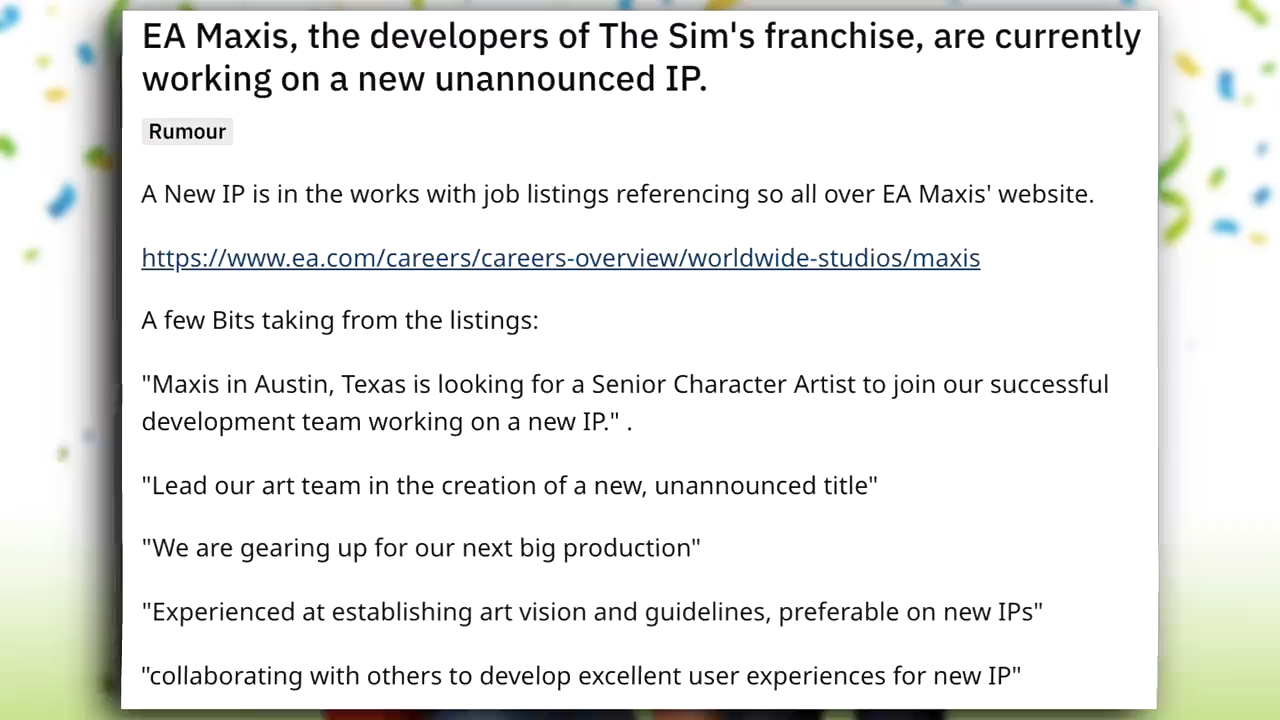 EA Maxis, the developers of The Sim's franchise, are currently
working on a new unannounced IP.
Rumour
A New IP is in the works with job listings referencing so all over EA Maxis' website.
https://www.ea.com/careers/careers-overview/worldwide-studios/maxis
A few Bits taking from the listings:
"Maxis in Austin, Texas is looking for a Senior Character Artist to join our successful
development team working on a new IP." .
"Lead our art team in the creation of a new, unannounced title"
"We are gearing up for our next big production"
"Experienced at establishing art vision and guidelines, preferable on new IPs"
"collaborating with others to develop excellent user experiences for new IP"